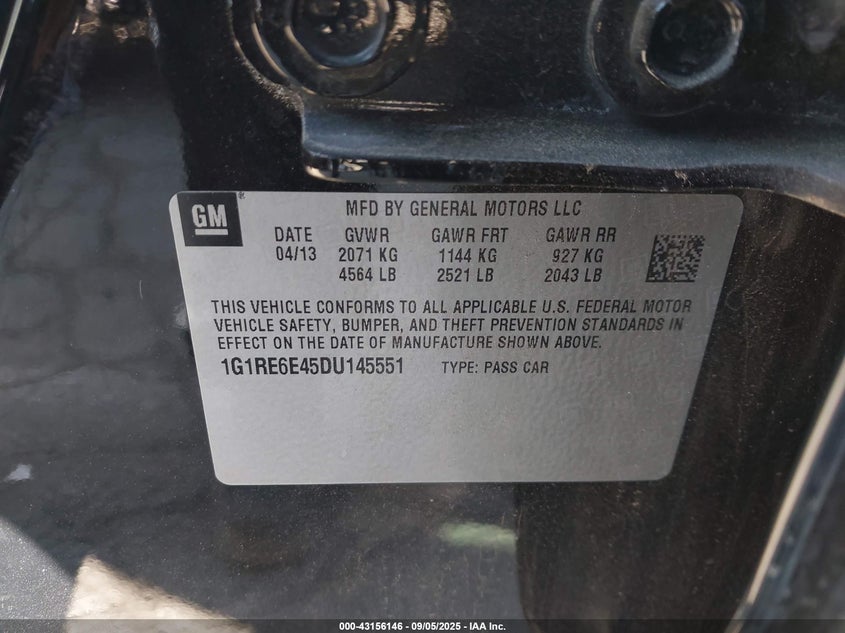 GM
MFD BY GENERAL MOTORS LLC
DATE GVWR GAWR FRT GAWR RR
04/13 2071 KG 1144 KG 927 KG
4564 LB 2521 LB 2043 LB
THIS VEHICLE CONFORMS TO ALL APPLICABLE U.S. FEDERAL MOTOR
VEHICLE SAFETY, BUMPER, AND THEFT PREVENTION STANDARDS IN
EFFECT ON THE DATE OF MANUFACTURE SHOWN ABOVE.
1G1RE6E45DU145551 TYPE: PASS CAR
000-43156146 - 09/05/2025 - IAA Inc.